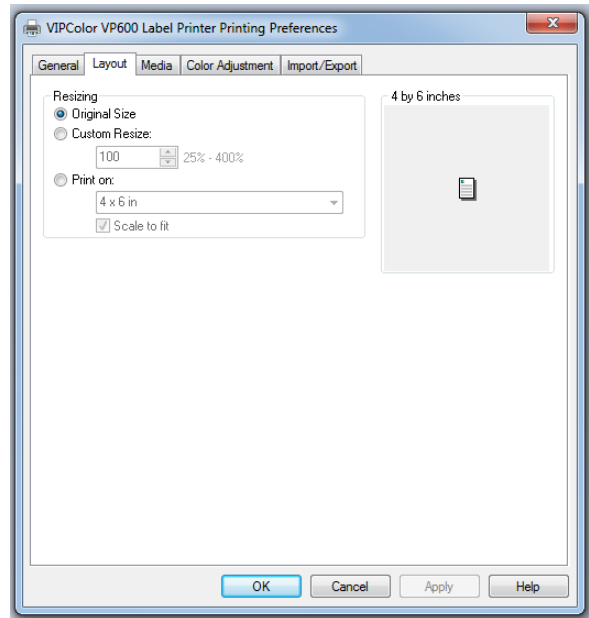 VIPColor VP600 Label Printer Printing Preferences
General Layout Media Color Adjustment Import/Export
Resizing
Original Size
Custom Resize:
100 25% - 400%
Print on:
4 x 6 in
Scale to fit
4 by 6 inches
OK Cancel Apply Help